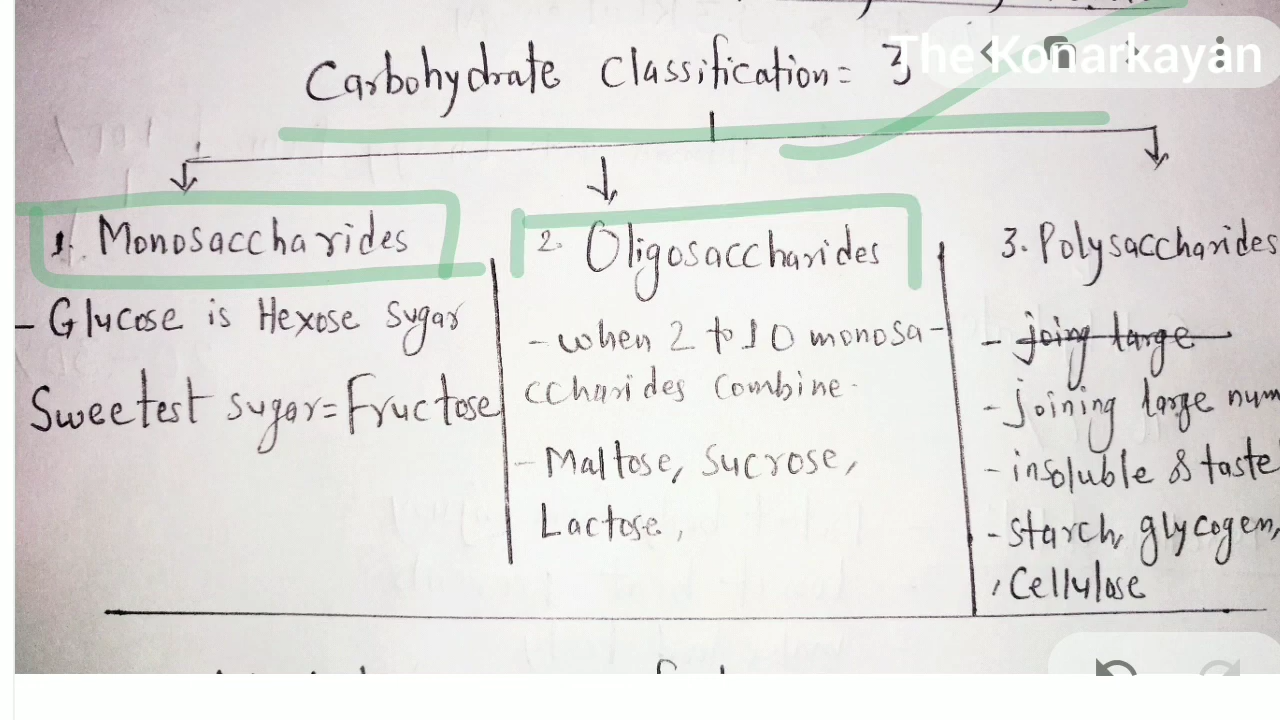 The Konarkayan
Carbohydrate Classification = 3
1. Monosaccharides
- Glucose is Hexose sugar
Sweetest sugar = Fructose
2. Oligosaccharides
- when 2 to 10 monosa-
ccharides combine.
- Maltose, Sucrose,
Lactose,
3. Polysaccharides
- joing large
- joining large num
- insoluble & taste
- starch, glycogen,
, Cellulose